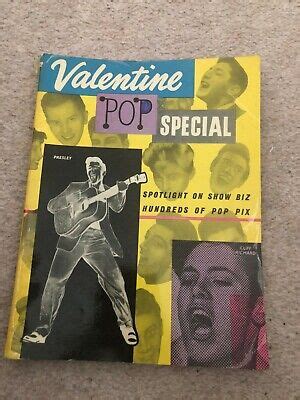 Valentine
POP SPECIAL
PRESLEY
SPOTLIGHT ON SHOW BIZ
HUNDREDS OF POP PIX
CLIFF
RICHARD